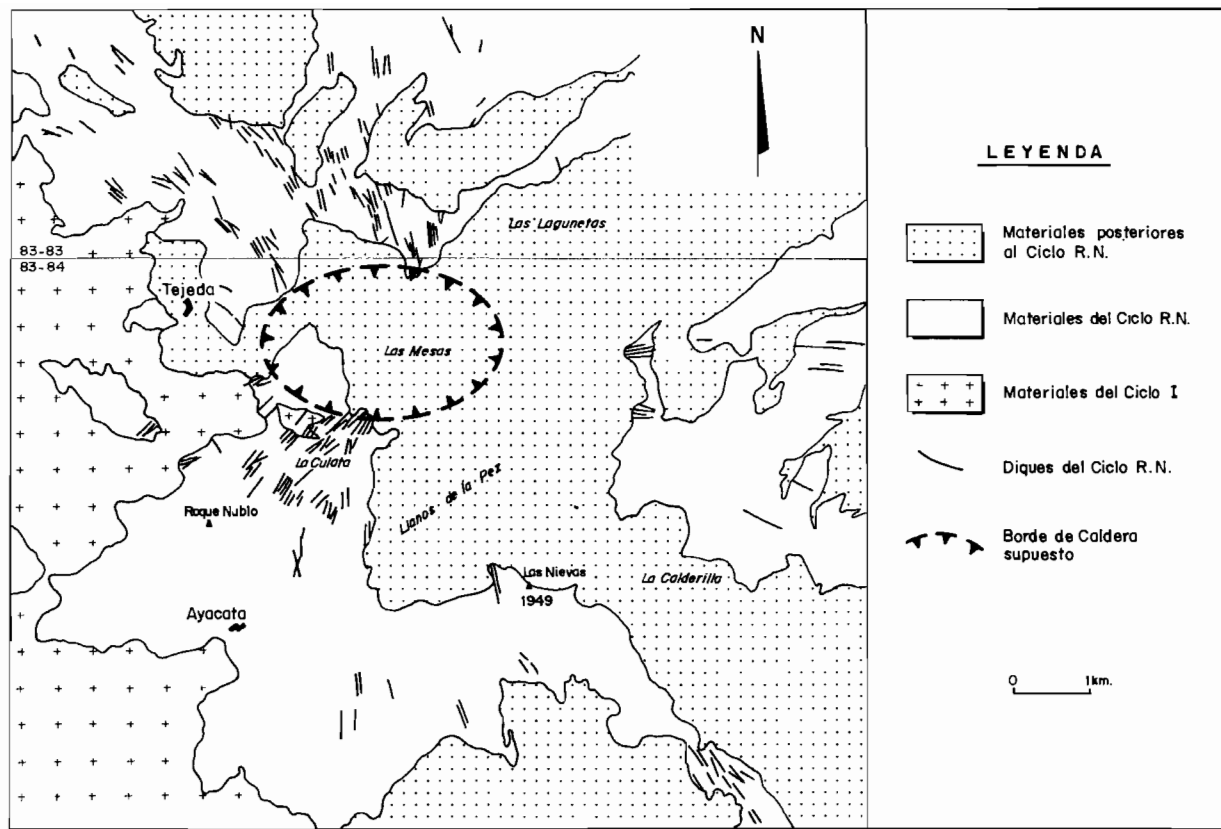 N
Las Lagunetas
83-83
83-84
Tejeda
Las Mesas
La Culata
Llanos de la Pez
Roque Nublo
Las Nievas
1949
La Calderilla
Ayacata
LEYENDA
Materiales posteriores
al Ciclo R.N.
Materiales del Ciclo R.N.
Materiales del Ciclo I
Diques del Ciclo R.N.
Borde de Caldera
supuesto
0 1km.